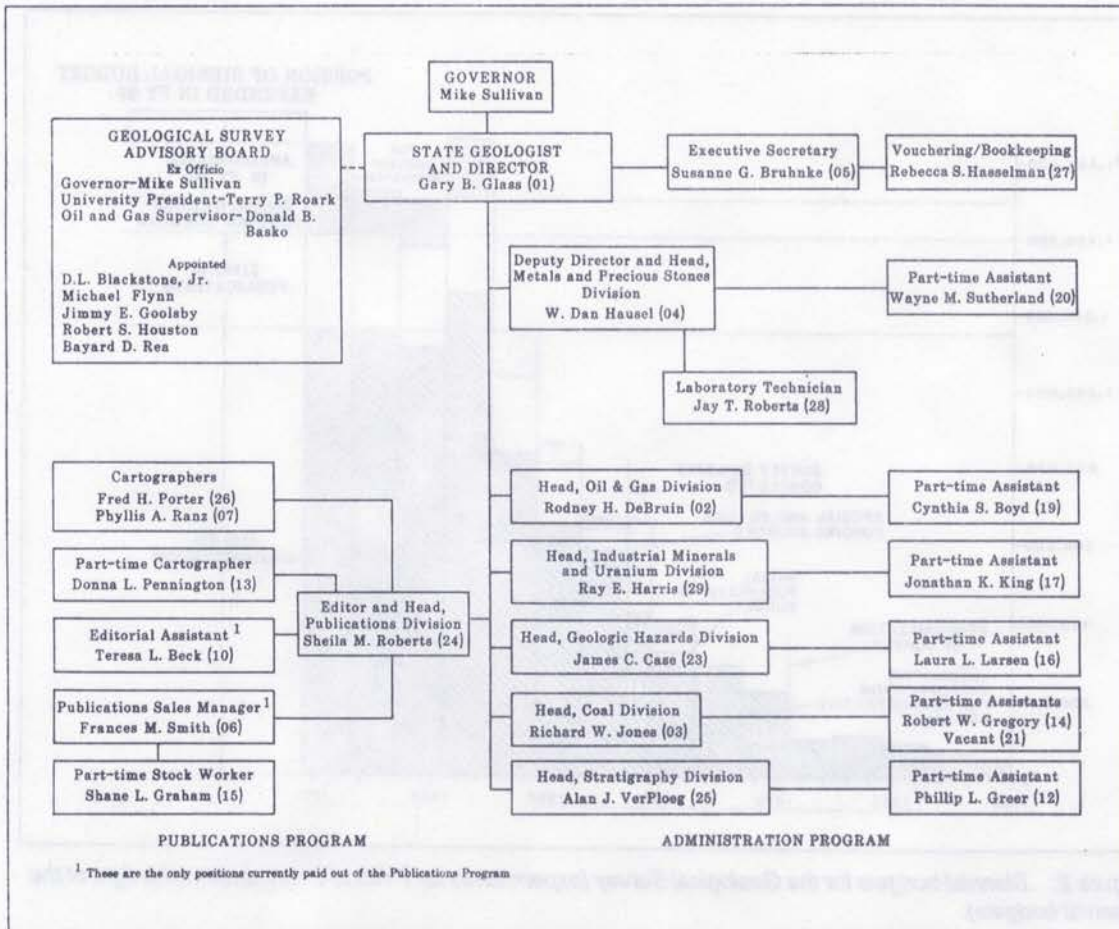 GOVERNOR
Mike Sullivan
GEOLOGICAL SURVEY
ADVISORY BOARD
Ex Officio
Governor-Mike Sullivan
University President-Terry P. Roark
Oil and Gas Supervisor-Donald B.
Basko
Appointed
D.L. Blackstone, Jr.
Michael Flynn
Jimmy E. Goolsby
Robert S. Houston
Bayard D. Rea
STATE GEOLOGIST
AND DIRECTOR
Gary B. Glass (01)
Executive Secretary
Susanne G. Bruhnke (05)
Vouchering/Bookkeeping
Rebecca S. Hasselman (27)
Deputy Director and Head,
Metals and Precious Stones
Division
W. Dan Hausel (04)
Part-time Assistant
Wayne M. Sutherland (20)
Laboratory Technician
Jay T. Roberts (28)
Cartographers
Fred H. Porter (26)
Phyllis A. Ranz (07)
Part-time Cartographer
Donna L. Pennington (13)
Editorial Assistant 1
Teresa L. Beck (10)
Publications Sales Manager 1
Frances M. Smith (06)
Part-time Stock Worker
Shane L. Graham (15)
Editor and Head,
Publications Division
Sheila M. Roberts (24)
Head, Oil & Gas Division
Rodney H. DeBruin (02)
Part-time Assistant
Cynthia S. Boyd (19)
Head, Industrial Minerals
and Uranium Division
Ray E. Harris (29)
Part-time Assistant
Jonathan K. King (17)
Head, Geologic Hazards Division
James C. Case (23)
Part-time Assistant
Laura L. Larsen (16)
Head, Coal Division
Richard W. Jones (03)
Part-time Assistants
Robert W. Gregory (14)
Vacant (21)
Head, Stratigraphy Division
Alan J. VerPloeg (25)
Part-time Assistant
Phillip L. Greer (12)
PUBLICATIONS PROGRAM
ADMINISTRATION PROGRAM
1 These are the only positions currently paid out of the Publications Program